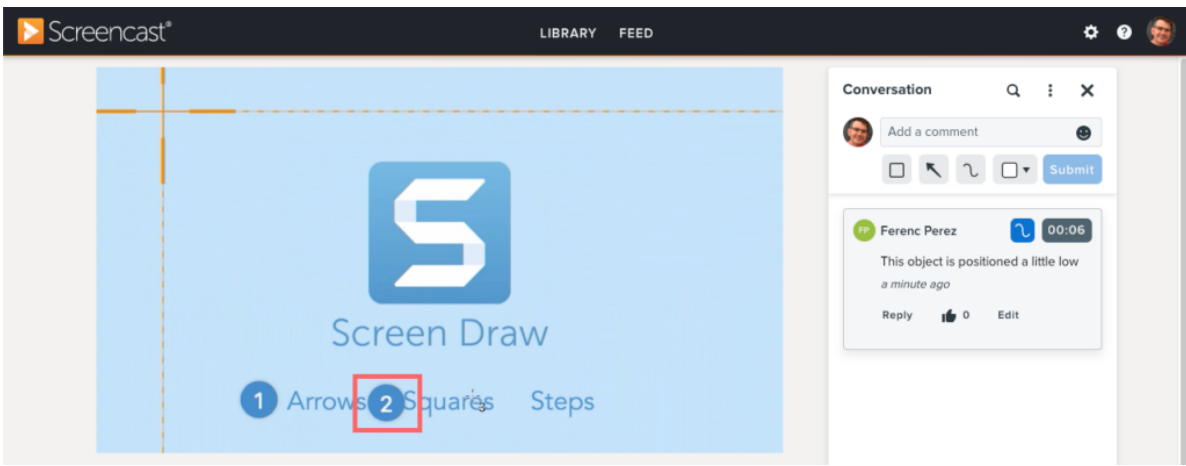 Screencast®
LIBRARY FEED
Conversation
Add a comment
Submit
Screen Draw
1 Arrows 2 Squares 3 Steps
FP Ferenc Perez 00:06
This object is positioned a little low
a minute ago
Reply 0 Edit